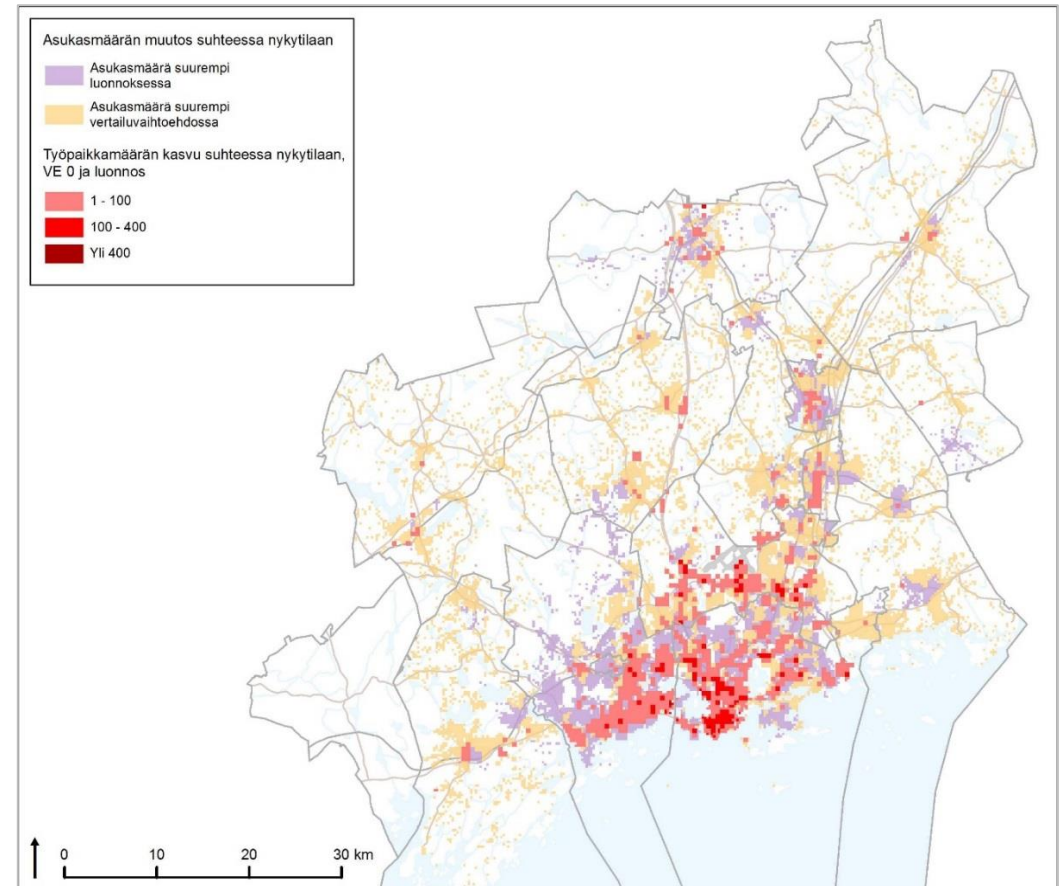 Asukasmäärän muutos suhteessa nykytilaan
Asukasmäärä suurempi
luonnoksessa
Asukasmäärä suurempi
vertailuvaihtoehdossa
Työpaikkamäärän kasvu suhteessa nykytilaan,
VE 0 ja luonnos
1 - 100
100 - 400
Yli 400
0 10 20 30 km